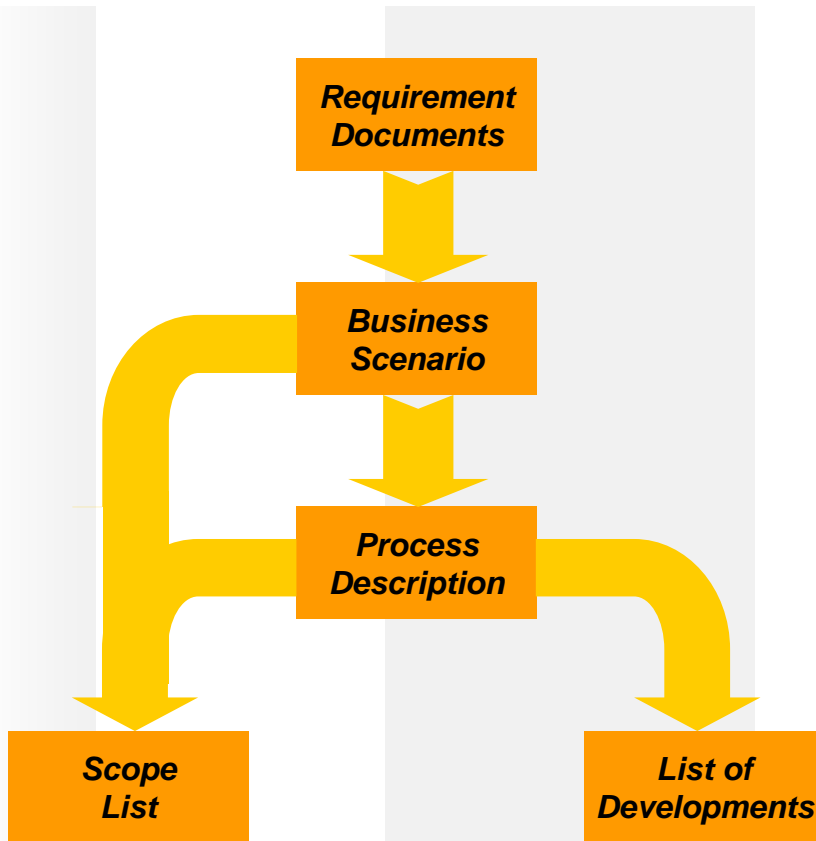 Requirement
Documents
Business
Scenario
Process
Description
Scope
List
List of
Developments